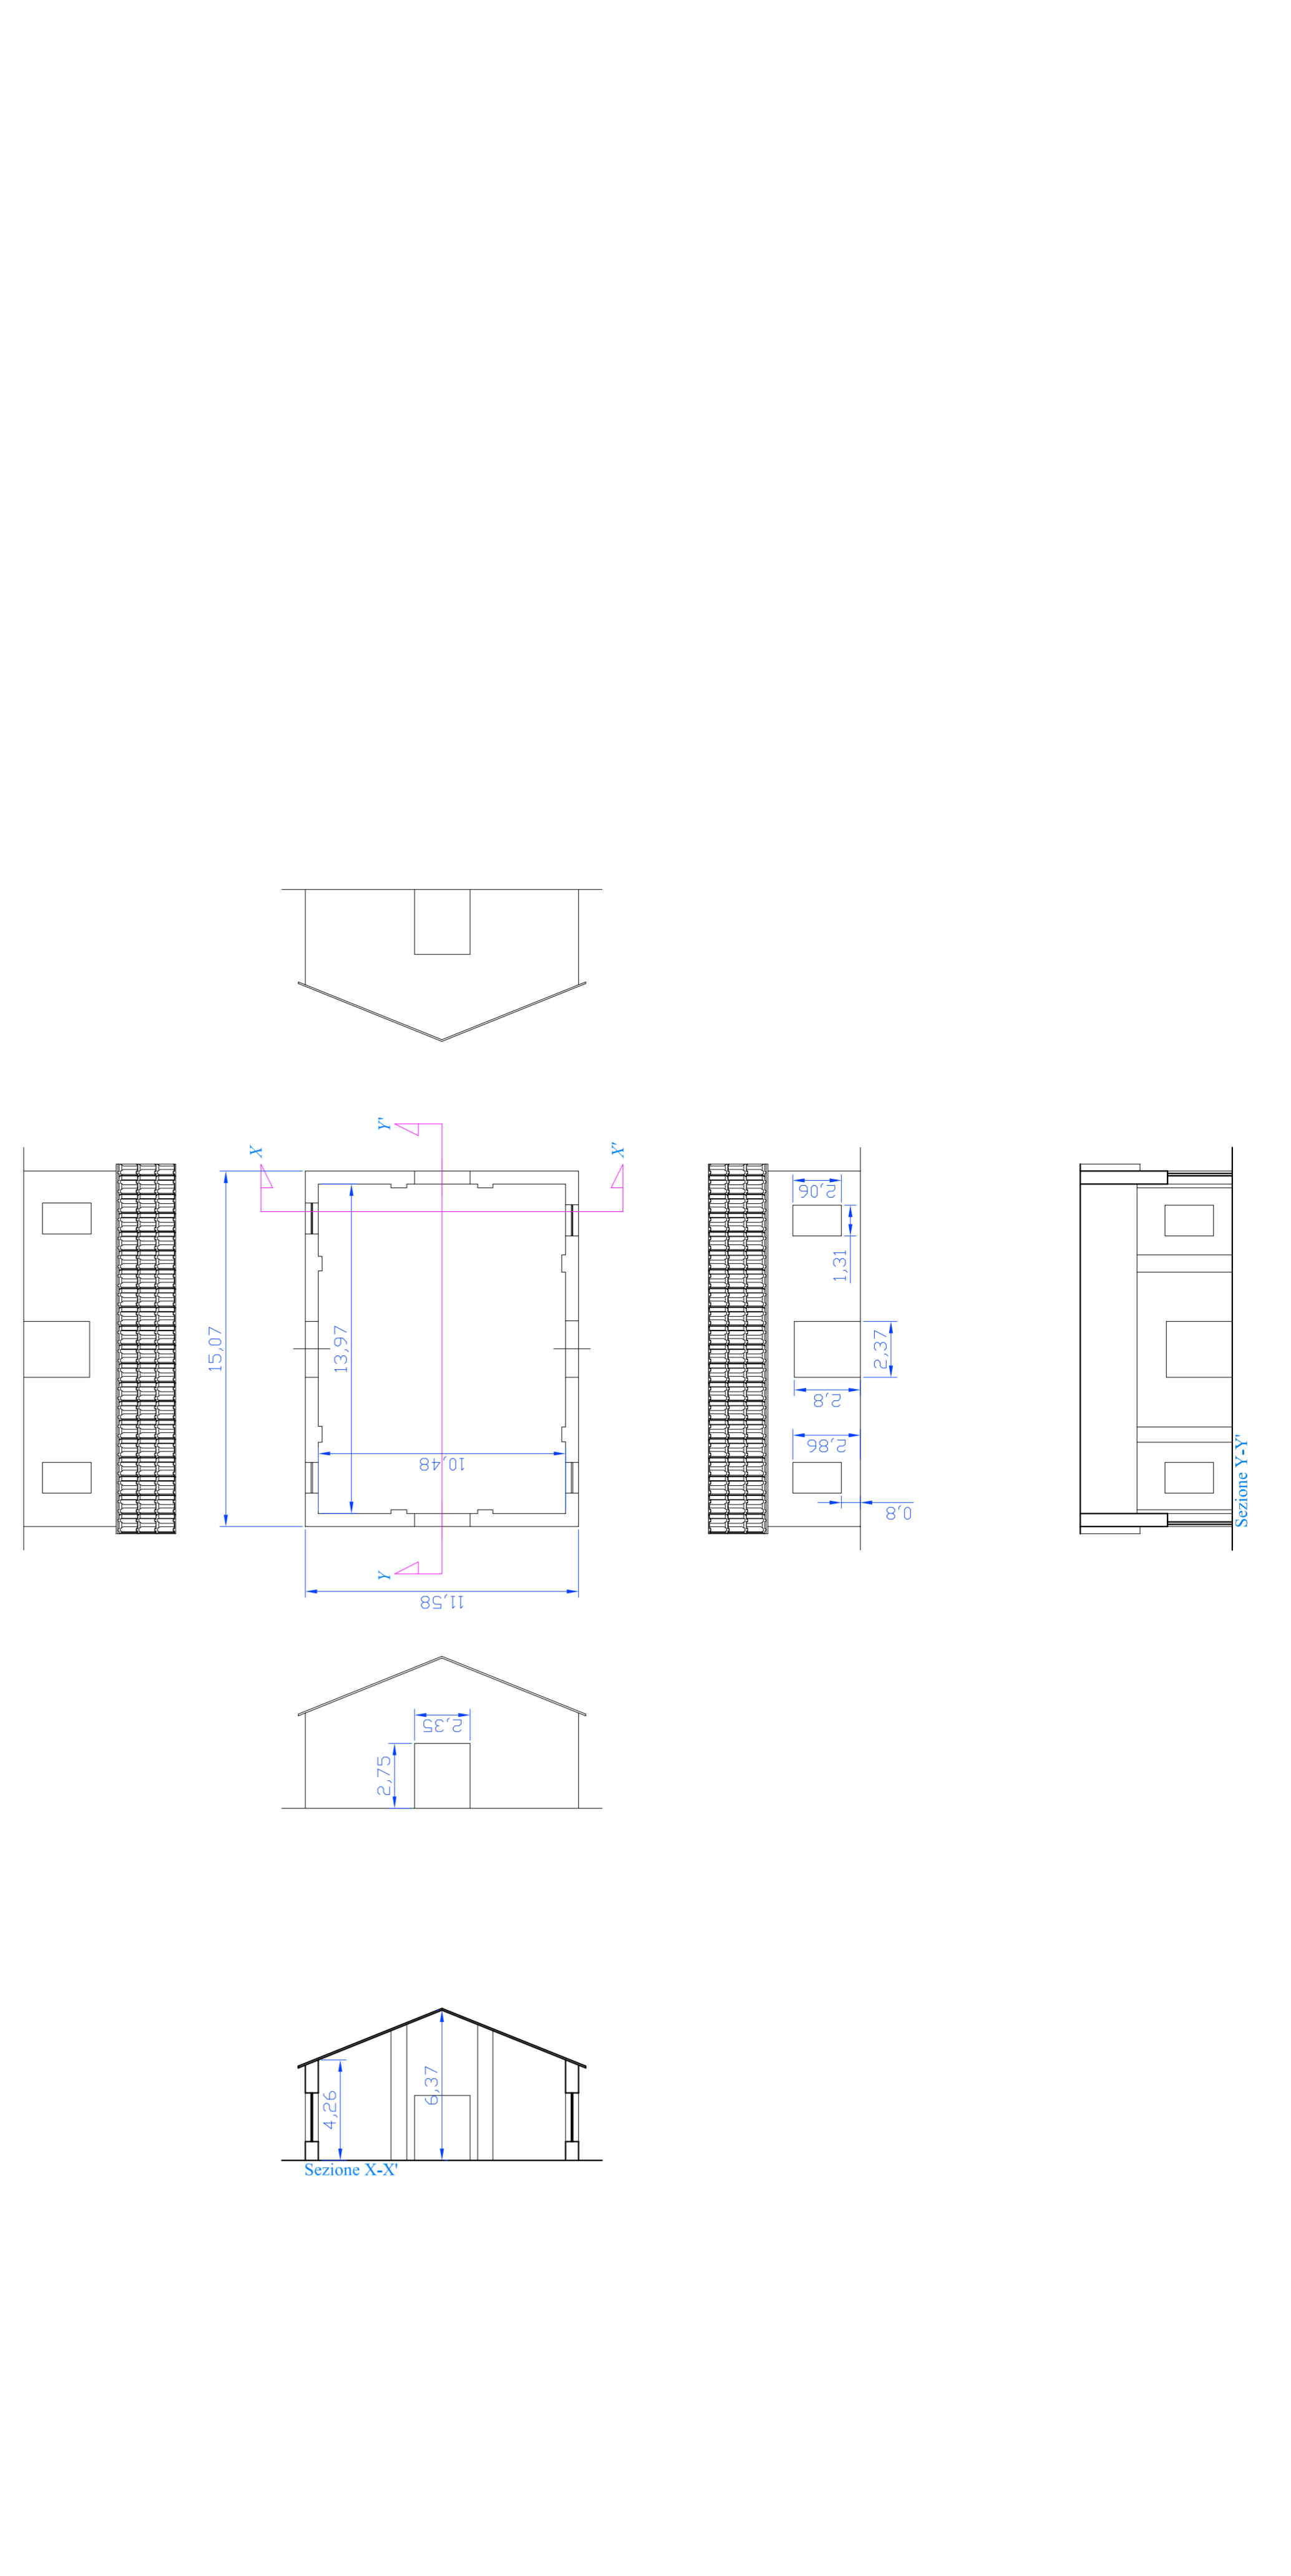 Y'
X
X'
2,06
1,31
15,07
13,97
2,37
2,8
10,48
2,86
0,8
Sezione Y-Y'
Y
11,58
2,35
2,75
6,37
4,26
Sezione X-X'